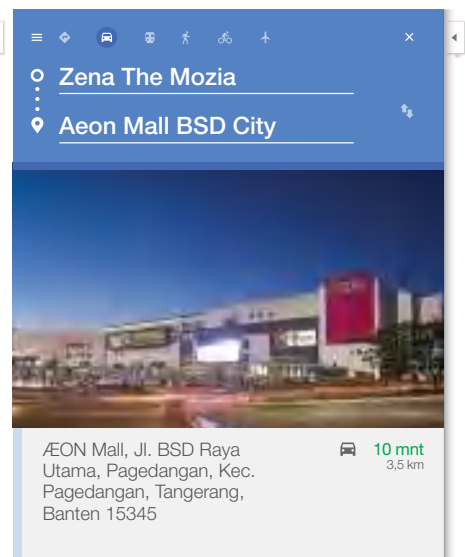 Zena The Mozia
Aeon Mall BSD City
ÆON Mall, Jl. BSD Raya
Utama, Pagedangan, Kec.
Pagedangan, Tangerang,
Banten 15345
10 mnt
3,5 km